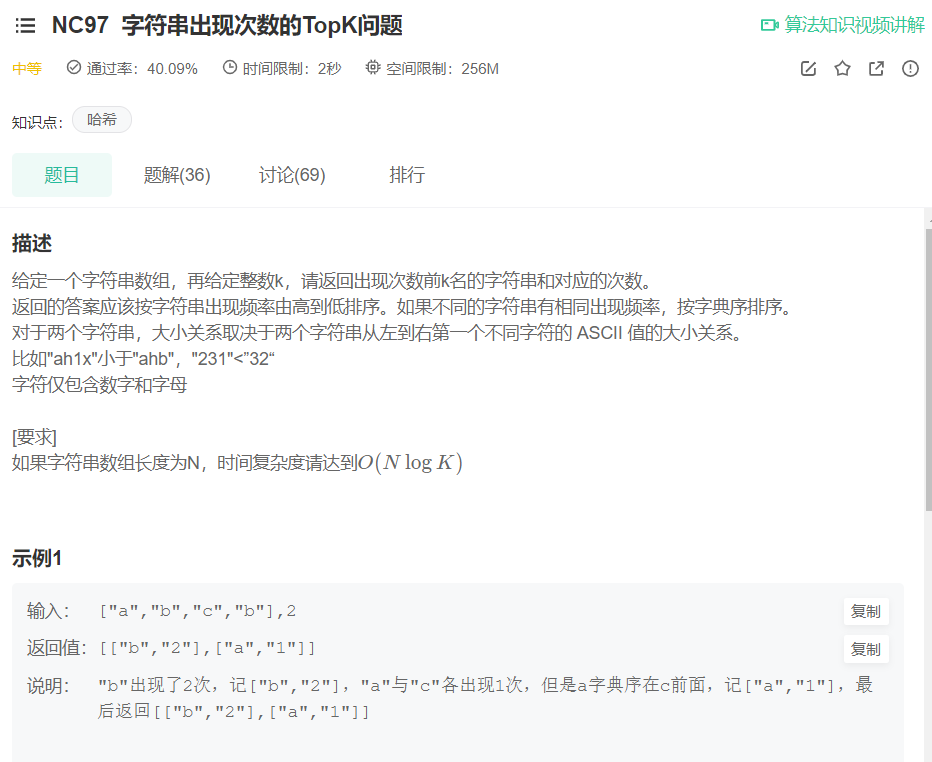 NC97 字符串出现次数的TopK问题
算法知识视频讲解
中等 通过率：40.09% 时间限制：2秒 空间限制：256M
知识点： 哈希
题目 题解(36) 讨论(69) 排行
描述
给定一个字符串数组，再给定整数k，请返回出现次数前k名的字符串和对应的次数。
返回的答案应该按字符串出现频率由高到低排序。如果不同的字符串有相同出现频率，按字典序排序。
对于两个字符串，大小关系取决于两个字符串从左到右第一个不同字符的 ASCII 值的大小关系。
比如"ah1x"小于"ahb"，"231"<”32“
字符仅包含数字和字母
[要求]
如果字符串数组长度为N，时间复杂度请达到O(N log K)
示例1
输入： ["a","b","c","b"],2 复制
返回值： [["b","2"],["a","1"]] 复制
说明： "b"出现了2次，记["b","2"]，"a"与"c"各出现1次，但是a字典序在c前面，记["a","1"]，最
后返回[["b","2"],["a","1"]]